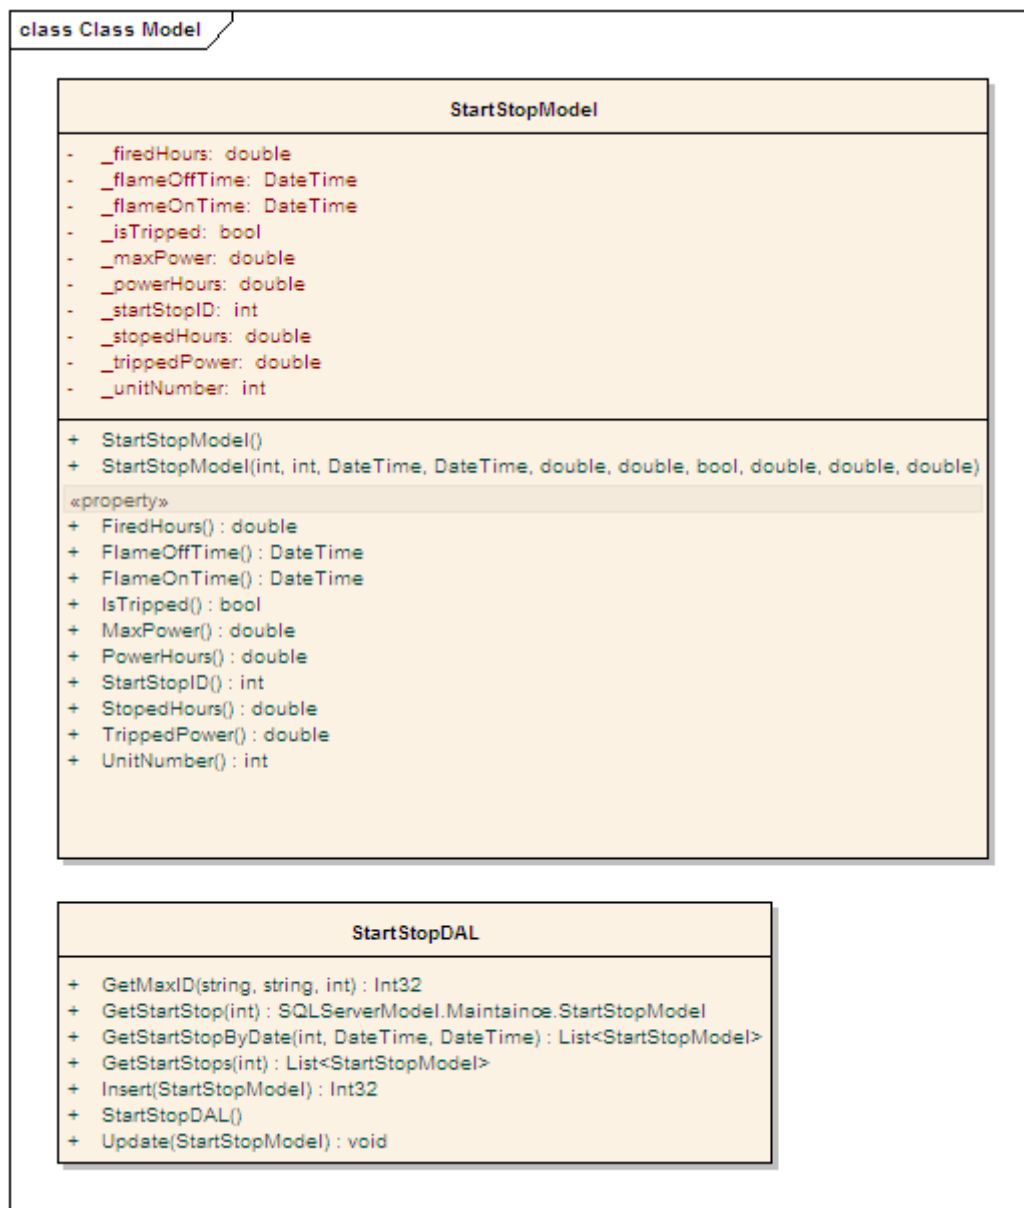 class Class Model
StartStopModel
- _firedHours: double
- _flameOffTime: DateTime
- _flameOnTime: DateTime
- _isTripped: bool
- _maxPower: double
- _powerHours: double
- _startStopID: int
- _stopedHours: double
- _trippedPower: double
- _unitNumber: int
+ StartStopModel()
+ StartStopModel(int, int, DateTime, DateTime, double, double, bool, double, double, double)
«property»
+ FiredHours() : double
+ FlameOffTime() : DateTime
+ FlameOnTime() : DateTime
+ IsTripped() : bool
+ MaxPower() : double
+ PowerHours() : double
+ StartStopID() : int
+ StopedHours() : double
+ TrippedPower() : double
+ UnitNumber() : int
StartStopDAL
+ GetMaxID(string, string, int) : Int32
+ GetStartStop(int) : SQLServerModel.Maintaince.StartStopModel
+ GetStartStopByDate(int, DateTime, DateTime) : List<StartStopModel>
+ GetStartStops(int) : List<StartStopModel>
+ Insert(StartStopModel) : Int32
+ StartStopDAL()
+ Update(StartStopModel) : void